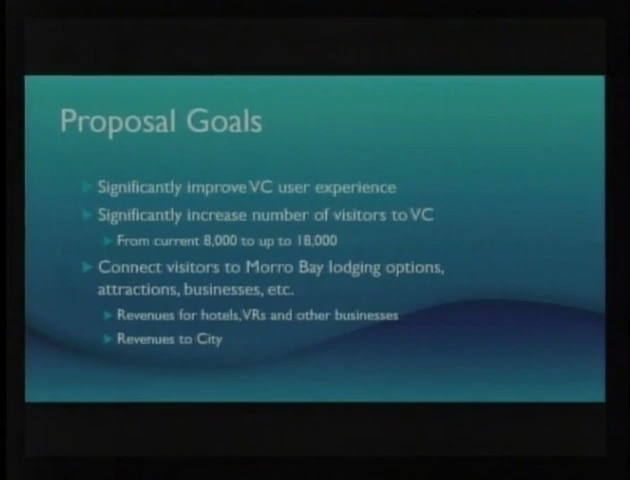 Proposal Goals
Significantly improve VC user experience
Significantly increase number of visitors to VC
From current 8,000 to up to 18,000
Connect visitors to Morro Bay lodging options,
attractions, businesses, etc.
Revenues for hotels, VRs and other businesses
Revenues to City